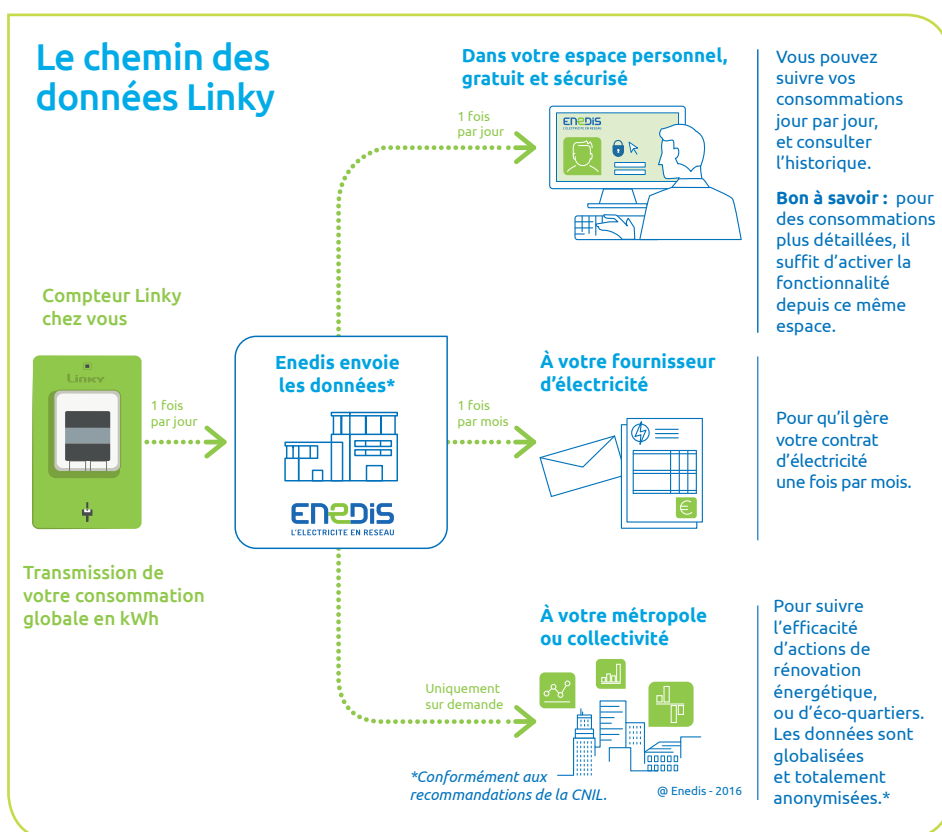 Le chemin des
données Linky
Dans votre espace personnel,
gratuit et sécurisé
1 fois
par jour
ENEDIS
L'ELECTRICITE EN RESEAU
Vous pouvez
suivre vos
consommations
jour par jour,
et consulter
l'historique.
Bon à savoir : pour
des consommations
plus détaillées, il
suffit d'activer la
fonctionnalité
depuis ce même
espace.
Compteur Linky
chez vous
Linky
1 fois
par jour
Transmission de
votre consommation
globale en kWh
Enedis envoie
les données*
ENEDIS
L'ELECTRICITE EN RESEAU
1 fois
par mois
À votre fournisseur
d'électricité
€
Pour qu'il gère
votre contrat
d'électricité
une fois par mois.
Uniquement
sur demande
À votre métropole
ou collectivité
Pour suivre
l'efficacité
d'actions de
rénovation
énergétique,
ou d'éco-quartiers.
Les données sont
globalisées
et totalement
anonymisées.*
*Conformément aux
recommandations de la CNIL.
@ Enedis - 2016